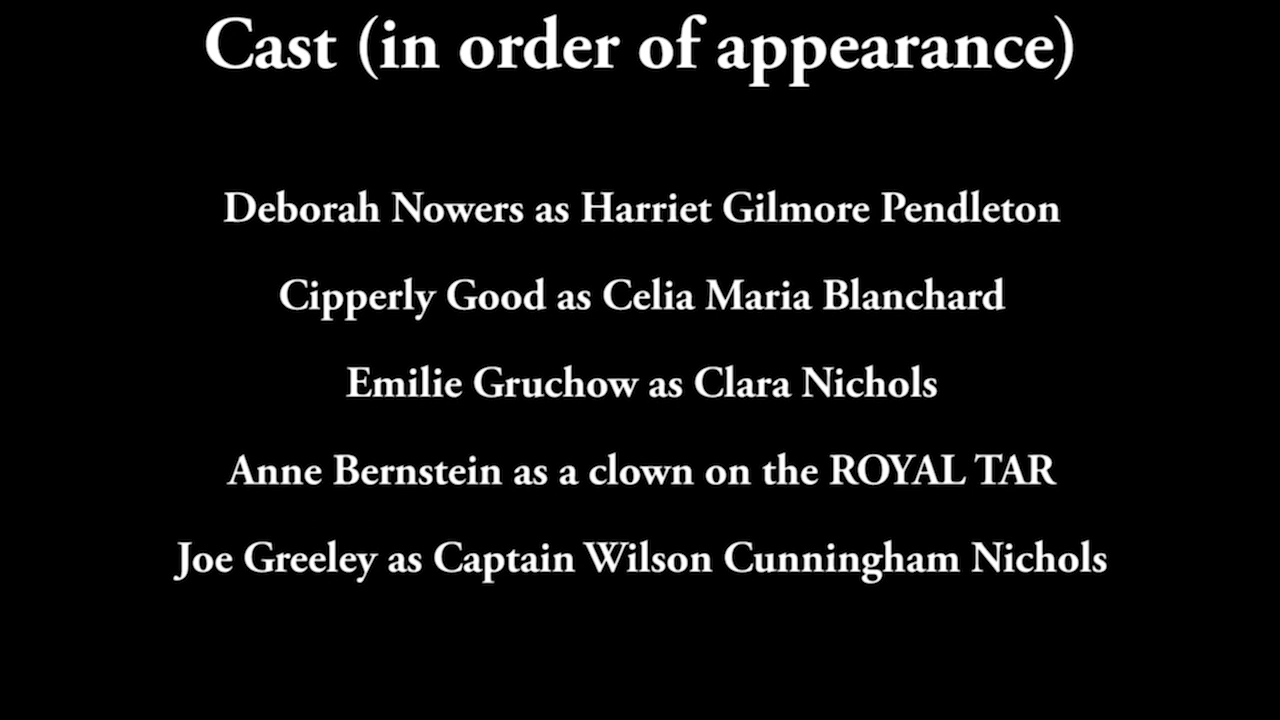 Cast (in order of appearance)
Deborah Nowers as Harriet Gilmore Pendleton
Cipperly Good as Celia Maria Blanchard
Emilie Gruchow as Clara Nichols
Anne Bernstein as a clown on the ROYAL TAR
Joe Greeley as Captain Wilson Cunningham Nichols